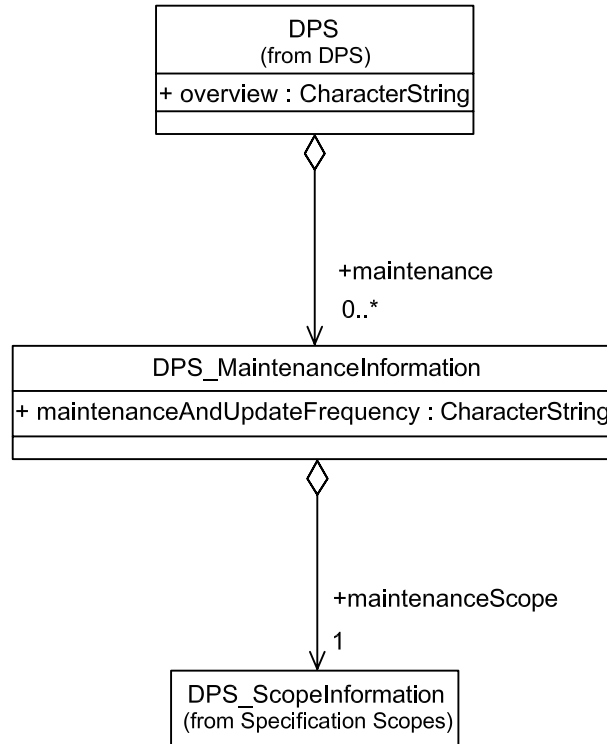 DPS
(from DPS)
+ overview : CharacterString
+maintenance
0..*
DPS_MaintenanceInformation
+ maintenanceAndUpdateFrequency : CharacterString
+maintenanceScope
1
DPS_ScopeInformation
(from Specification Scopes)